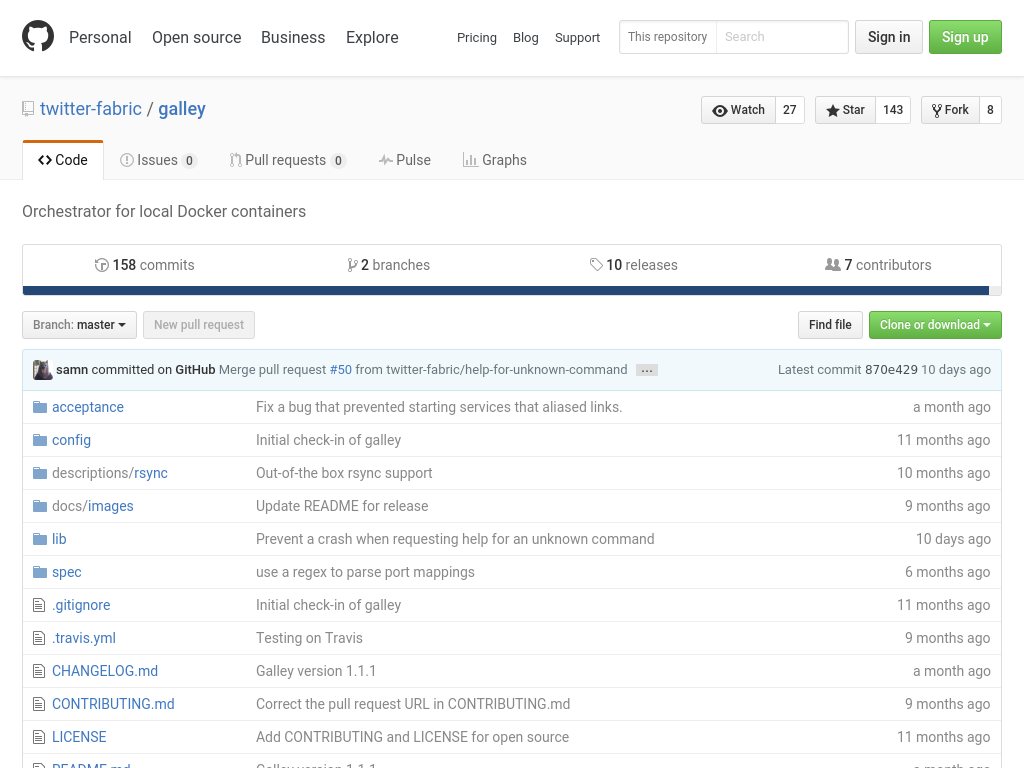 Personal Open source Business Explore Pricing Blog Support This repository Search Sign in Sign up
twitter-fabric / galley Watch 27 Star 143 Fork 8
Code Issues 0 Pull requests 0 Pulse Graphs
Orchestrator for local Docker containers
158 commits 2 branches 10 releases 7 contributors
Branch: master New pull request Find file Clone or download
samn committed on GitHub Merge pull request #50 from twitter-fabric/help-for-unknown-command … Latest commit 870e429 10 days ago
acceptance Fix a bug that prevented starting services that aliased links. a month ago
config Initial check-in of galley 11 months ago
descriptions/rsync Out-of-the box rsync support 10 months ago
docs/images Update README for release 9 months ago
lib Prevent a crash when requesting help for an unknown command 10 days ago
spec use a regex to parse port mappings 6 months ago
.gitignore Initial check-in of galley 11 months ago
.travis.yml Testing on Travis 9 months ago
CHANGELOG.md Galley version 1.1.1 a month ago
CONTRIBUTING.md Correct the pull request URL in CONTRIBUTING.md 9 months ago
LICENSE Add CONTRIBUTING and LICENSE for open source 11 months ago
README.md Galley version 1.1.1 a month ago